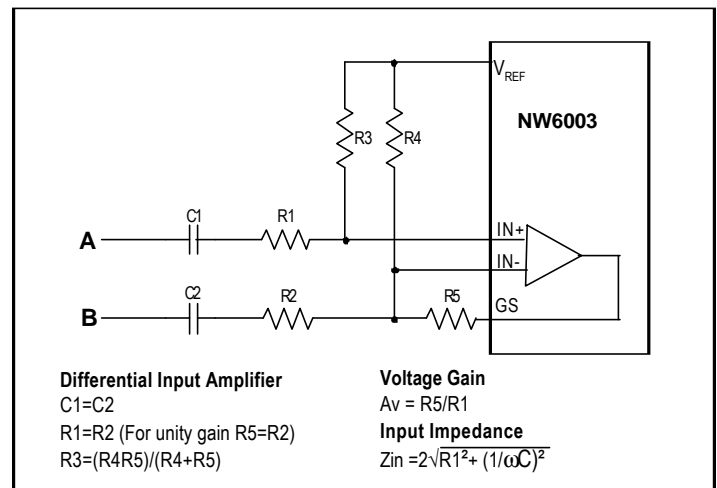 V_REF
NW6003
R3
R4
C1
R1
A
IN+
IN-
C2
R2
R5
GS
B
Differential Input Amplifier
C1=C2
R1=R2 (For unity gain R5=R2)
R3=(R4R5)/(R4+R5)
Voltage Gain
Av = R5/R1
Input Impedance
Zin =2√R1²+ (1/ωC)²